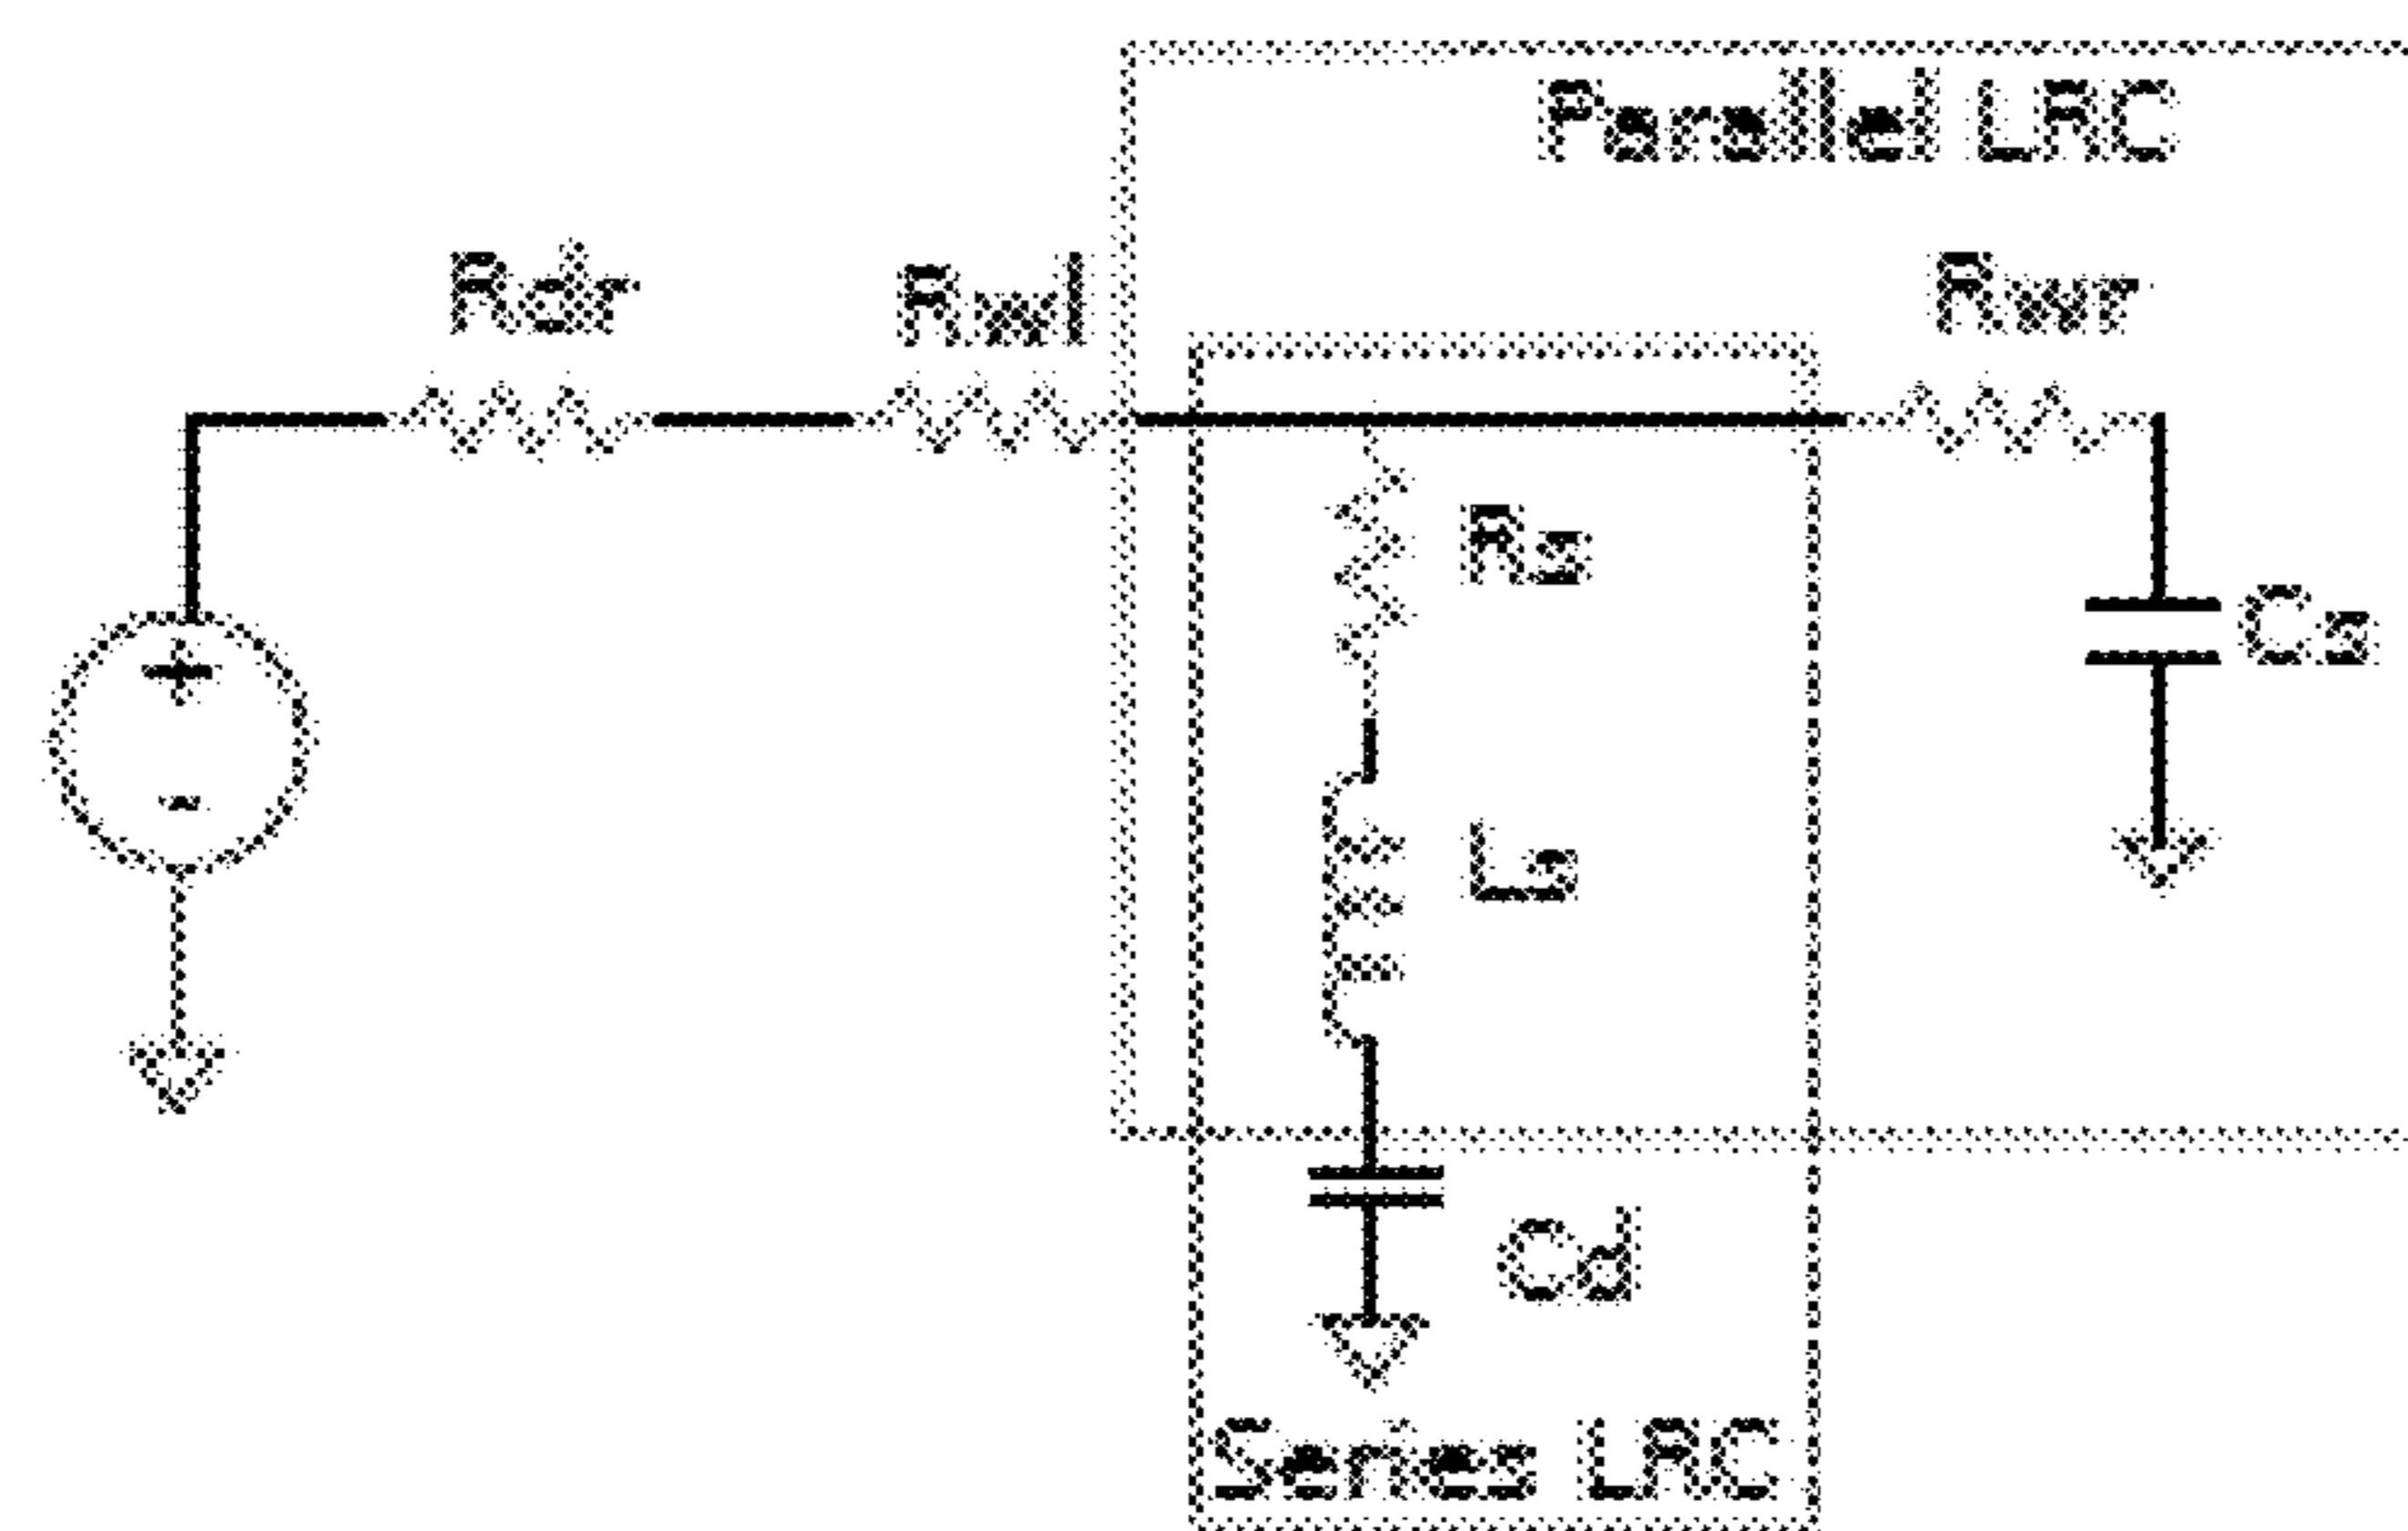 Parallel LRC
Rdr
Rwl
Rwr
Rs
Cs
+
-
Ls
Cd
Series LRC